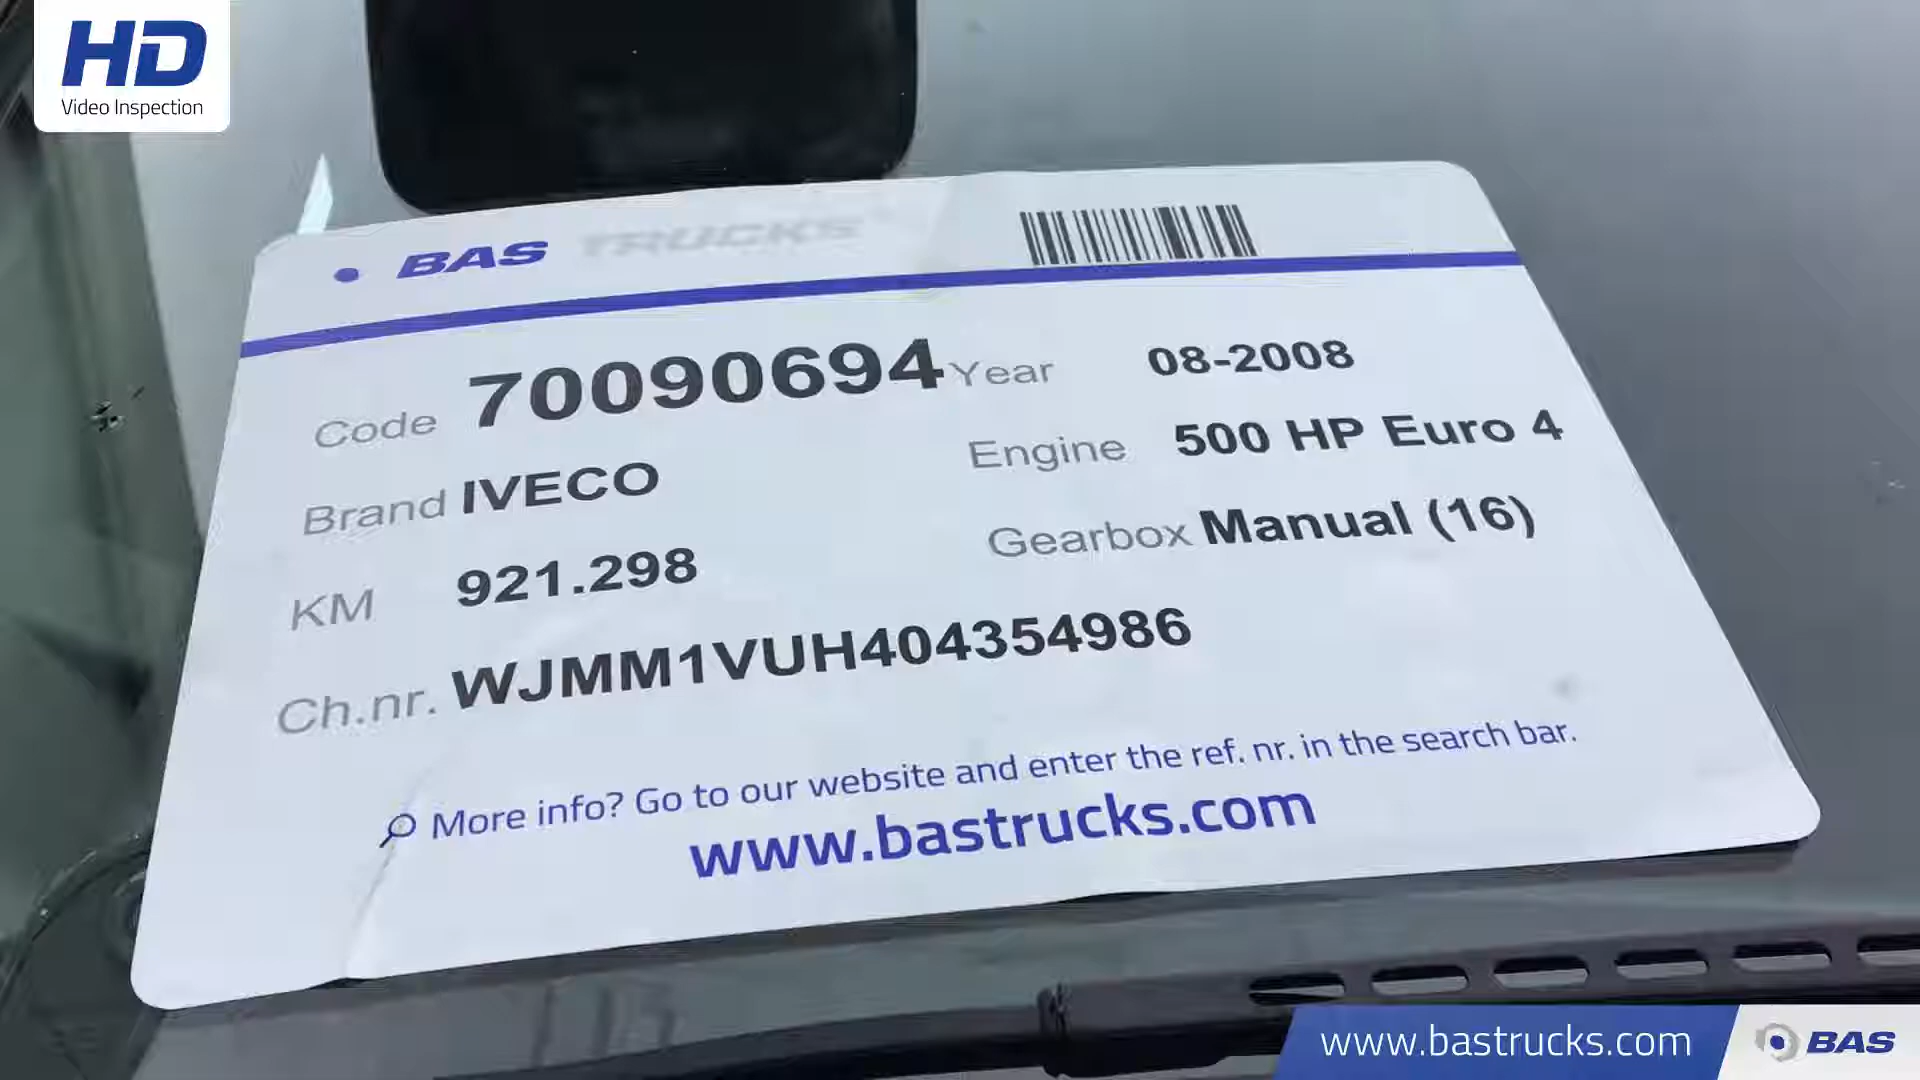 HD
Video Inspection
BAS TRUCKS
Code 70090694 Year 08-2008
Brand IVECO Engine 500 HP Euro 4
KM 921.298 Gearbox Manual (16)
Ch.nr. WJMM1VUH404354986
More info? Go to our website and enter the ref. nr. in the search bar.
www.bastrucks.com
www.bastrucks.com BAS